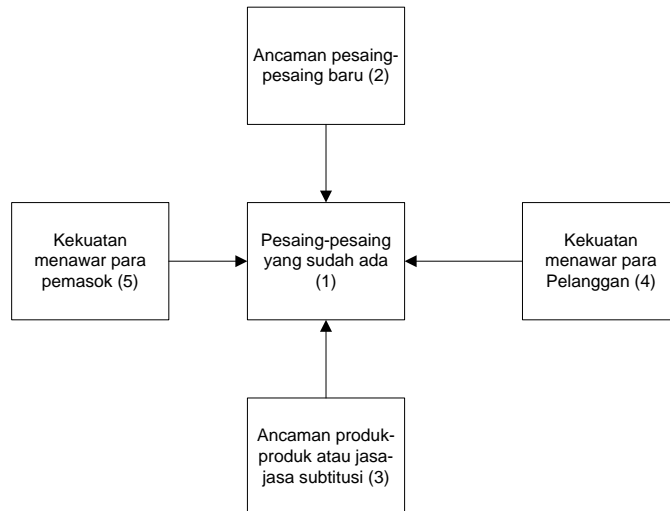 Ancaman pesaing-
pesaing baru (2)
Kekuatan
menawar para
pemasok (5)
Pesaing-pesaing
yang sudah ada
(1)
Kekuatan
menawar para
Pelanggan (4)
Ancaman produk-
produk atau jasa-
jasa subtitusi (3)